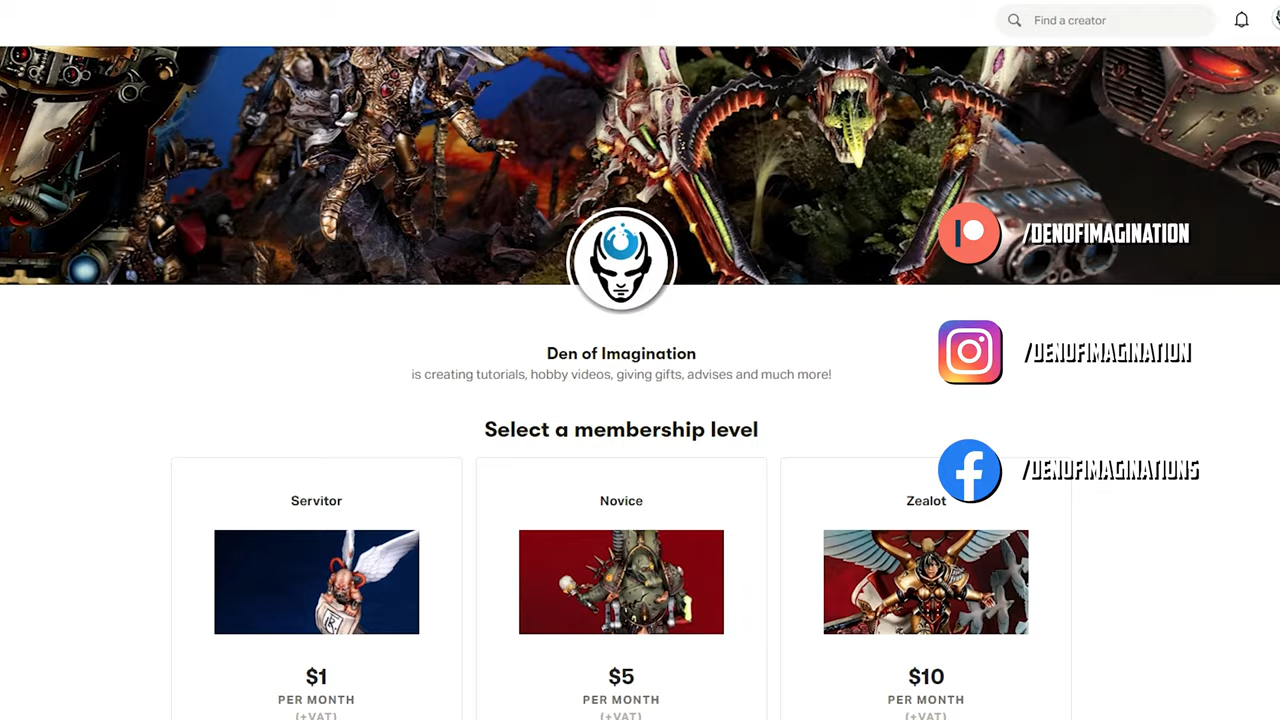 Find a creator
/DENOFIMAGINATION
/DENOFIMAGINATION
/DENOFIMAGINATIONS
Den of Imagination
is creating tutorials, hobby videos, giving gifts, advises and much more!
Select a membership level
Servitor
Novice
Zealot
$1
PER MONTH
(+VAT)
$5
PER MONTH
(+VAT)
$10
PER MONTH
(+VAT)